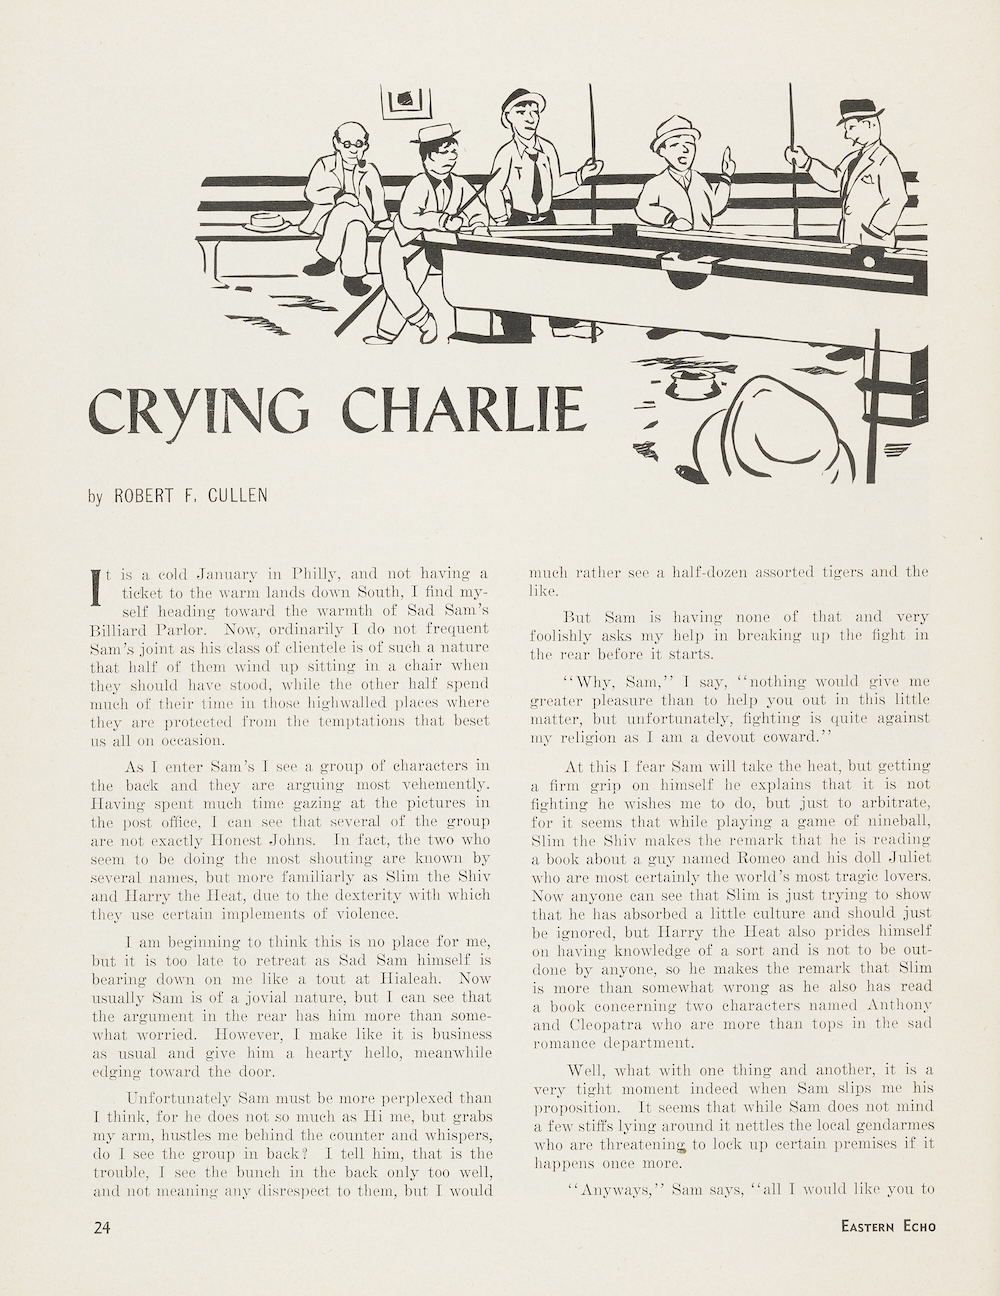 CRYING CHARLIE
by ROBERT F. CULLEN
It is a cold January in Philly, and not having a
ticket to the warm lands down South, I find my-
self heading toward the warmth of Sad Sam's
Billiard Parlor. Now, ordinarily I do not frequent
Sam's joint as his class of clientele is of such a nature
that half of them wind up sitting in a chair when
they should have stood, while the other half spend
much of their time in those highwalled places where
they are protected from the temptations that beset
us all on occasion.
As I enter Sam's I see a group of characters in
the back and they are arguing most vehemently.
Having spent much time gazing at the pictures in
the post office, I can see that several of the group
are not exactly Honest Johns. In fact, the two who
seem to be doing the most shouting are known by
several names, but more familiarly as Slim the Shiv
and Harry the Heat, due to the dexterity with which
they use certain implements of violence.
I am beginning to think this is no place for me,
but it is too late to retreat as Sad Sam himself is
bearing down on me like a tout at Hialeah. Now
usually Sam is of a jovial nature, but I can see that
the argument in the rear has him more than some-
what worried. However, I make like it is business
as usual and give him a hearty hello, meanwhile
edging toward the door.
Unfortunately Sam must be more perplexed than
I think, for he does not so much as Hi me, but grabs
my arm, hustles me behind the counter and whispers,
do I see the group in back? I tell him, that is the
trouble, I see the bunch in the back only too well,
and not meaning any disrespect to them, but I would
much rather see a half-dozen assorted tigers and the
like.
But Sam is having none of that and very
foolishly asks my help in breaking up the fight in
the rear before it starts.
"Why, Sam," I say, "nothing would give me
greater pleasure than to help you out in this little
matter, but unfortunately, fighting is quite against
my religion as I am a devout coward."
At this I fear Sam will take the heat, but getting
a firm grip on himself he explains that it is not
fighting he wishes me to do, but just to arbitrate,
for it seems that while playing a game of nineball,
Slim the Shiv makes the remark that he is reading
a book about a guy named Romeo and his doll Juliet
who are most certainly the world's most tragic lovers.
Now anyone can see that Slim is just trying to show
that he has absorbed a little culture and should just
be ignored, but Harry the Heat also prides himself
on having knowledge of a sort and is not to be out-
done by anyone, so he makes the remark that Slim
is more than somewhat wrong as he also has read
a book concerning two characters named Anthony
and Cleopatra who are more than tops in the sad
romance department.
Well, what with one thing and another, it is a
very tight moment indeed when Sam slips me his
proposition. It seems that while Sam does not mind
a few stiffs lying around it nettles the local gendarmes
who are threatening to lock up certain premises if it
happens once more.
"Anyways," Sam says, "all I would like you to
24
EASTERN ECHO